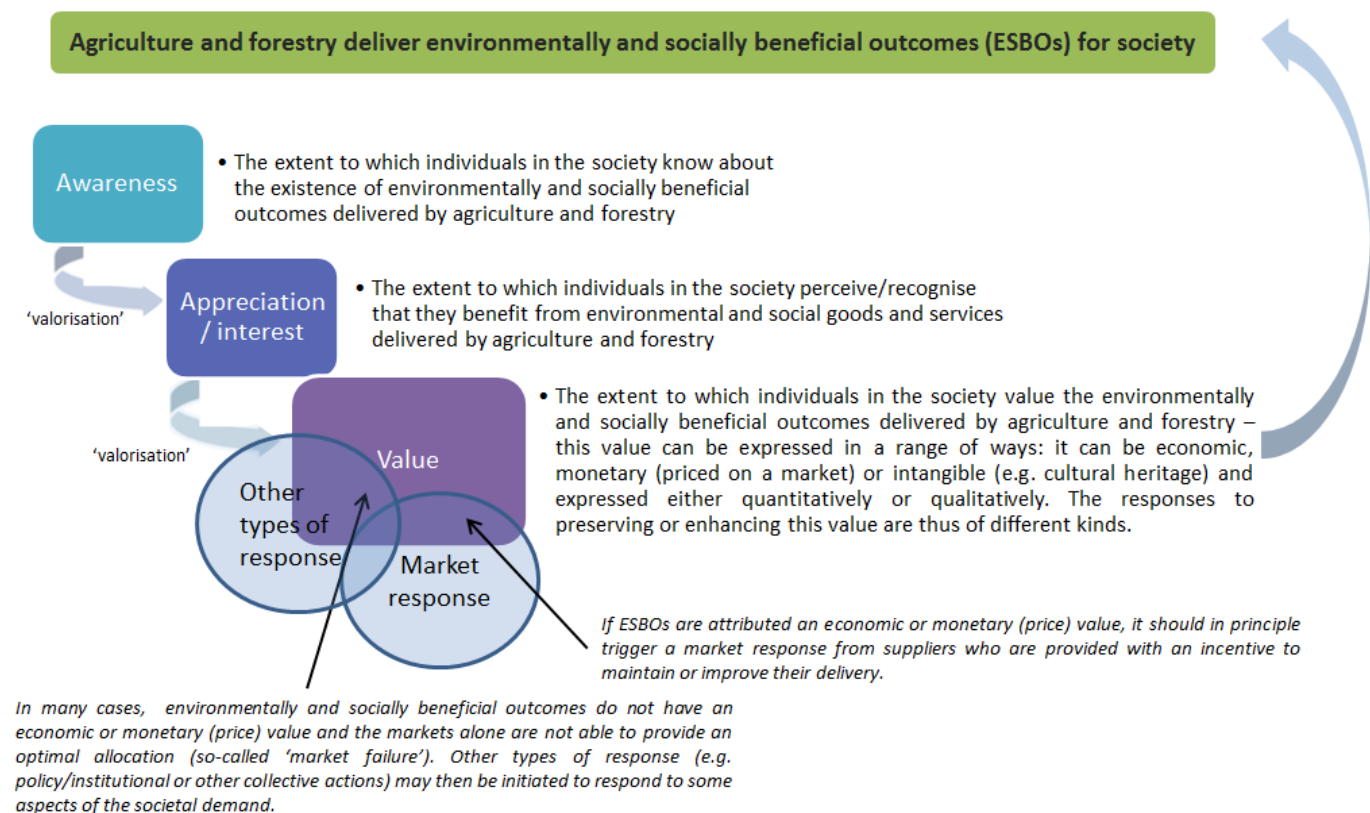 Agriculture and forestry deliver environmentally and socially beneficial outcomes (ESBOs) for society
Awareness
• The extent to which individuals in the society know about
the existence of environmentally and socially beneficial
outcomes delivered by agriculture and forestry
‘valorisation’
Appreciation
/ interest
• The extent to which individuals in the society perceive/recognise
that they benefit from environmental and social goods and services
delivered by agriculture and forestry
‘valorisation’
Value
• The extent to which individuals in the society value the environmentally
and socially beneficial outcomes delivered by agriculture and forestry –
this value can be expressed in a range of ways: it can be economic,
monetary (priced on a market) or intangible (e.g. cultural heritage) and
expressed either quantitatively or qualitatively. The responses to
preserving or enhancing this value are thus of different kinds.
Other
types of
response
Market
response
If ESBOs are attributed an economic or monetary (price) value, it should in principle
trigger a market response from suppliers who are provided with an incentive to
maintain or improve their delivery.
In many cases, environmentally and socially beneficial outcomes do not have an
economic or monetary (price) value and the markets alone are not able to provide an
optimal allocation (so-called ‘market failure’). Other types of response (e.g.
policy/institutional or other collective actions) may then be initiated to respond to some
aspects of the societal demand.